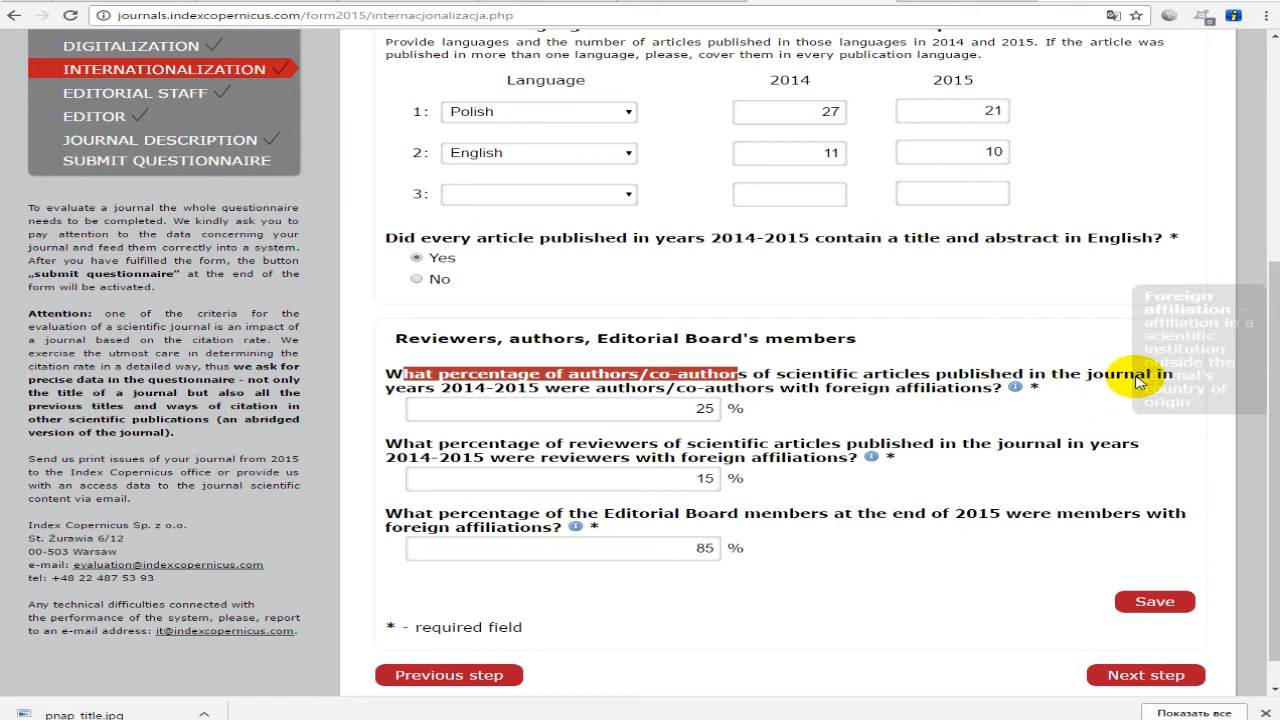 journals.indexcopernicus.com/form2015/internacjonalizacja.php
DIGITALIZATION
INTERNATIONALIZATION
EDITORIAL STAFF
EDITOR
JOURNAL DESCRIPTION
SUBMIT QUESTIONNAIRE
To evaluate a journal the whole questionnaire
needs to be completed. We kindly ask you to
pay attention to the data concerning your
journal and feed them correctly into a system.
After you have fulfilled the form, the button
„submit questionnaire” at the end of the
form will be activated.
Attention: one of the criteria for the
evaluation of a scientific journal is an impact of
a journal based on the citation rate. We
exercise the utmost care in determining the
citation rate in a detailed way, thus we ask for
precise data in the questionnaire – not only
the title of a journal but also all the
previous titles and ways of citation in
other scientific publications (an abridged
version of the journal).
Send us print issues of your journal from 2015
to the Index Copernicus office or provide us
with an access data to the journal scientific
content via email.
Index Copernicus Sp. z o.o.
St. Żurawia 6/12
00-503 Warsaw
e-mail: evaluation@indexcopernicus.com
tel: +48 22 487 53 93
Any technical difficulties connected with
the performance of the system, please, report
to an e-mail address: it@indexcopernicus.com.
Provide languages and the number of articles published in those languages in 2014 and 2015. If the article was
published in more than one language, please, cover them in every publication language.
Language 2014 2015
1: Polish 27 21
2: English 11 10
3:
Did every article published in years 2014-2015 contain a title and abstract in English? *
Yes
No
Reviewers, authors, Editorial Board's members
What percentage of authors/co-authors of scientific articles published in the journal in
years 2014-2015 were authors/co-authors with foreign affiliations? *
25 %
What percentage of reviewers of scientific articles published in the journal in years
2014-2015 were reviewers with foreign affiliations? *
15 %
What percentage of the Editorial Board members at the end of 2015 were members with
foreign affiliations? *
85 %
Foreign
affiliation –
affiliation in a
scientific
institution
outside the
journal's
country of
origin
Save
* - required field
Previous step
Next step
pnap_title.jpg
Показать все